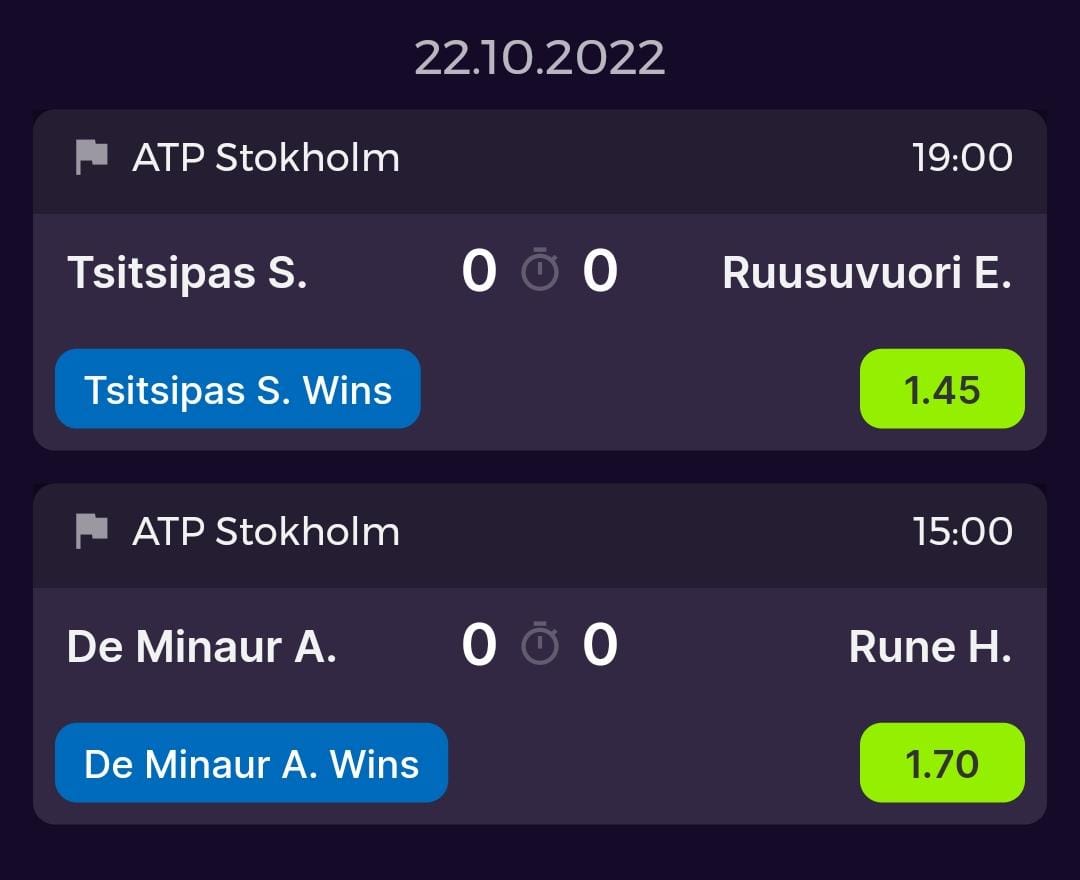 22.10.2022
ATP Stokholm 19:00
Tsitsipas S. 0 0 Ruusuvuori E.
Tsitsipas S. Wins 1.45
ATP Stokholm 15:00
De Minaur A. 0 0 Rune H.
De Minaur A. Wins 1.70